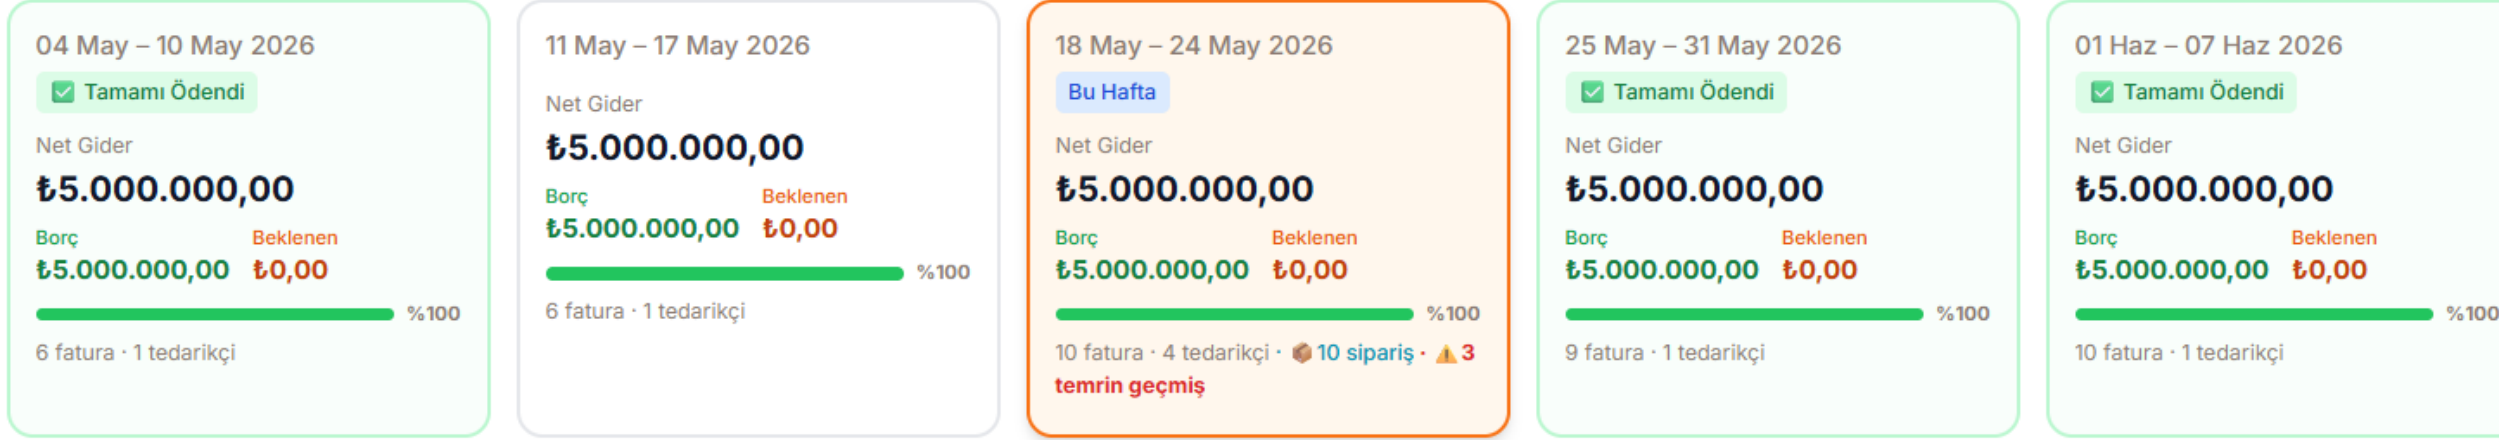 04 May – 10 May 2026
✅ Tamamı Ödendi
Net Gider
₺5.000.000,00
Borç Beklenen
₺5.000.000,00 ₺0,00
%100
6 fatura · 1 tedarikçi
11 May – 17 May 2026
Net Gider
₺5.000.000,00
Borç Beklenen
₺5.000.000,00 ₺0,00
%100
6 fatura · 1 tedarikçi
18 May – 24 May 2026
Bu Hafta
Net Gider
₺5.000.000,00
Borç Beklenen
₺5.000.000,00 ₺0,00
%100
10 fatura · 4 tedarikçi · 📦 10 sipariş · ⚠️ 3
temrin geçmiş
25 May – 31 May 2026
✅ Tamamı Ödendi
Net Gider
₺5.000.000,00
Borç Beklenen
₺5.000.000,00 ₺0,00
%100
9 fatura · 1 tedarikçi
01 Haz – 07 Haz 2026
✅ Tamamı Ödendi
Net Gider
₺5.000.000,00
Borç Beklenen
₺5.000.000,00 ₺0,00
%100
10 fatura · 1 tedarikçi